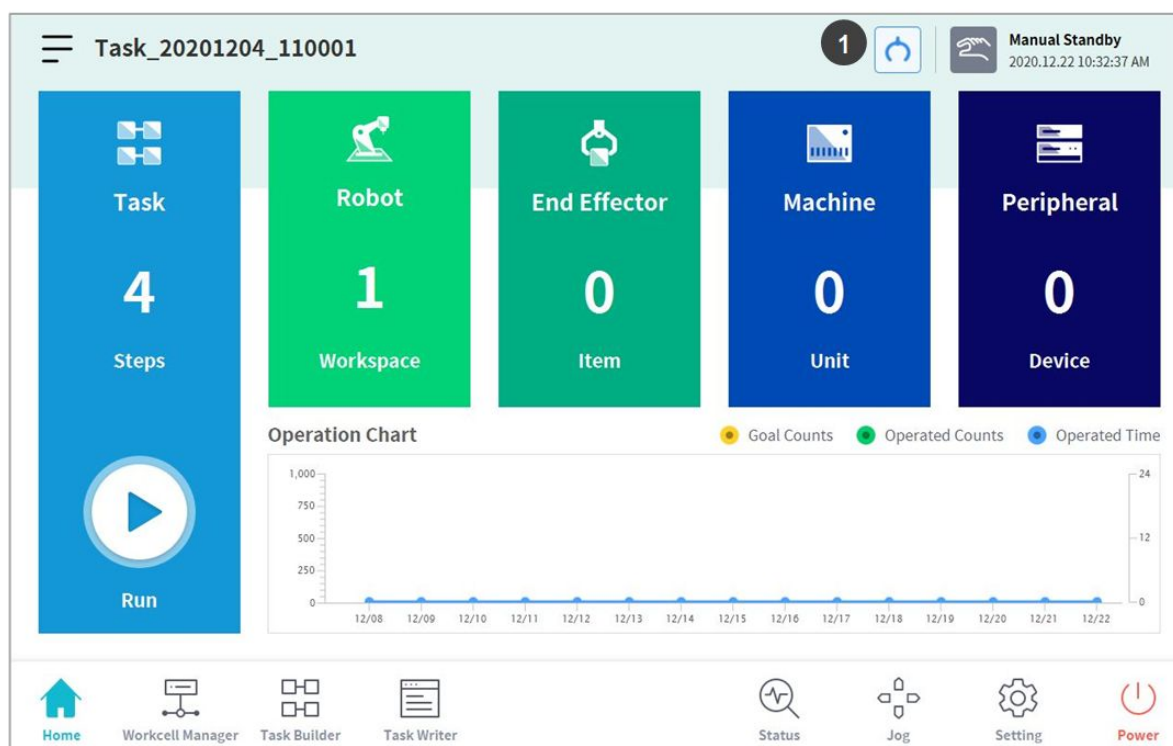 Task_20201204_110001
1
Manual Standby
2020.12.22 10:32:37 AM
Task
4
Steps
Run
Robot
1
Workspace
End Effector
0
Item
Machine
0
Unit
Peripheral
0
Device
Operation Chart
Goal Counts Operated Counts Operated Time
1,000 24
750
500 12
250
0 0
12/08 12/09 12/10 12/11 12/12 12/13 12/14 12/15 12/16 12/17 12/18 12/19 12/20 12/21 12/22
Home Workcell Manager Task Builder Task Writer Status Jog Setting Power